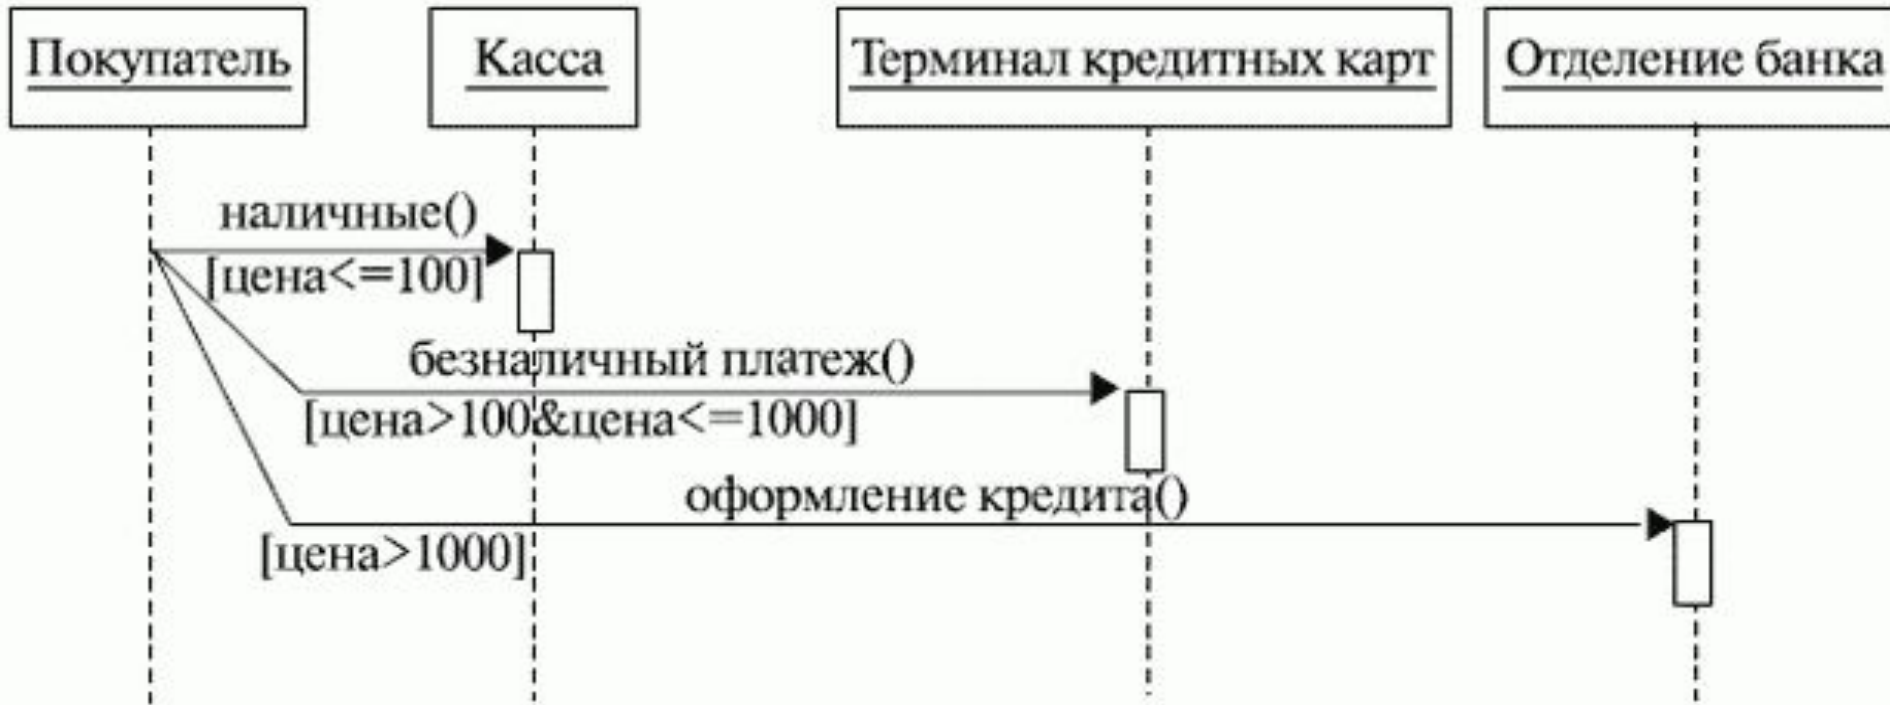 Покупатель
Касса
Терминал кредитных карт
Отделение банка
наличные()
[цена<=100]
безналичный платеж()
[цена>100&цена<=1000]
оформление кредита()
[цена>1000]